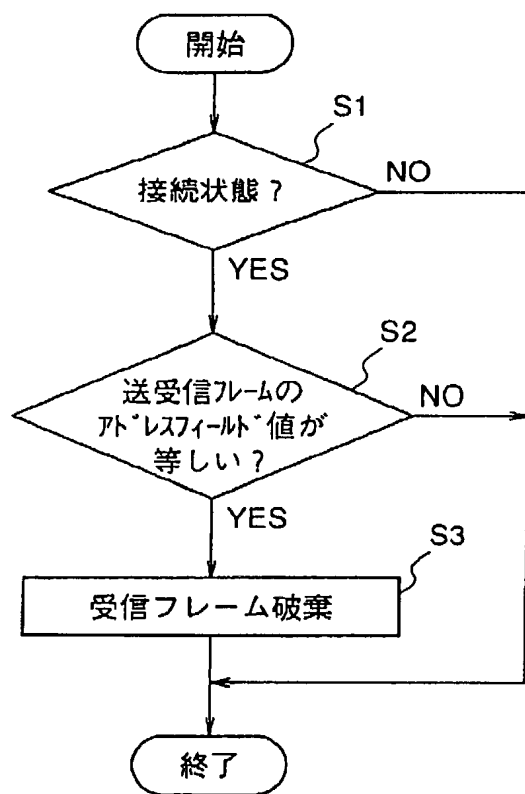 開始
S1
接続状態？
NO
YES
S2
送受信フレームの
アドレスフィールド値が
等しい？
NO
YES
S3
受信フレーム破棄
終了